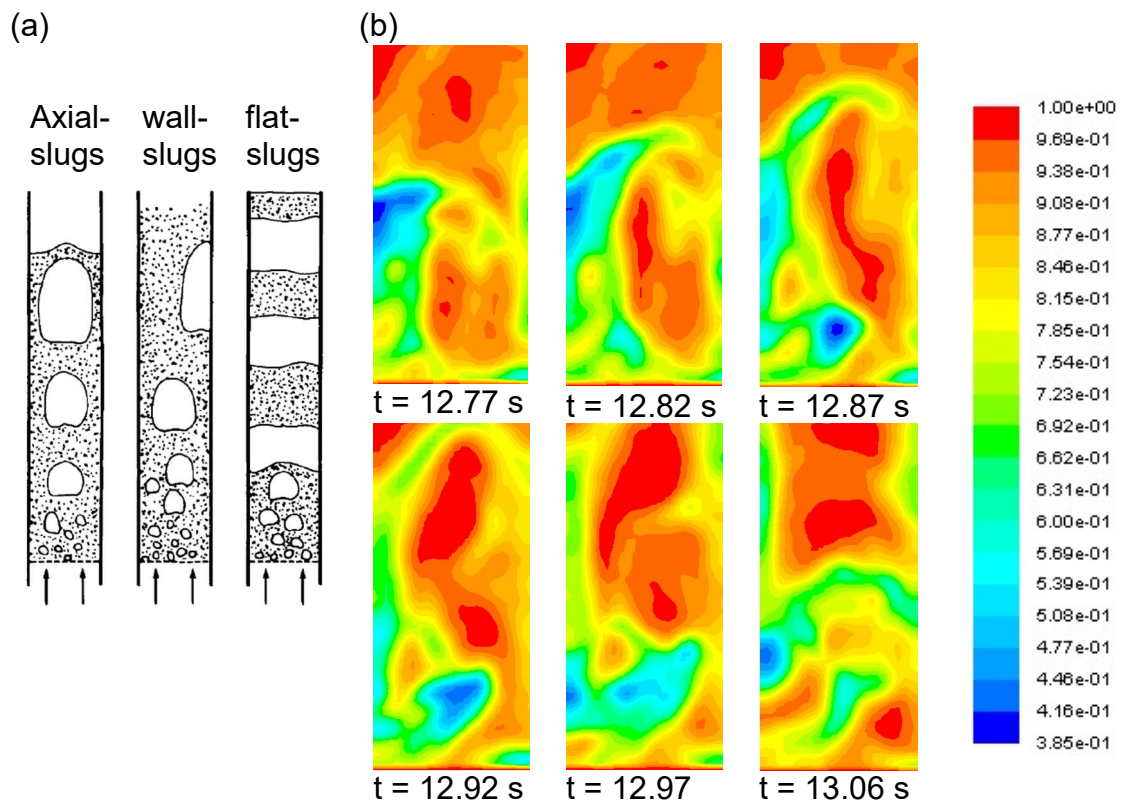 (a)
(b)
Axial-
slugs
wall-
slugs
flat-
slugs
t = 12.77 s
t = 12.82 s
t = 12.87 s
t = 12.92 s
t = 12.97
t = 13.06 s
1.00e+00
9.69e-01
9.38e-01
9.08e-01
8.77e-01
8.46e-01
8.15e-01
7.85e-01
7.54e-01
7.23e-01
6.92e-01
6.62e-01
6.31e-01
6.00e-01
5.69e-01
5.39e-01
5.08e-01
4.77e-01
4.46e-01
4.16e-01
3.85e-01